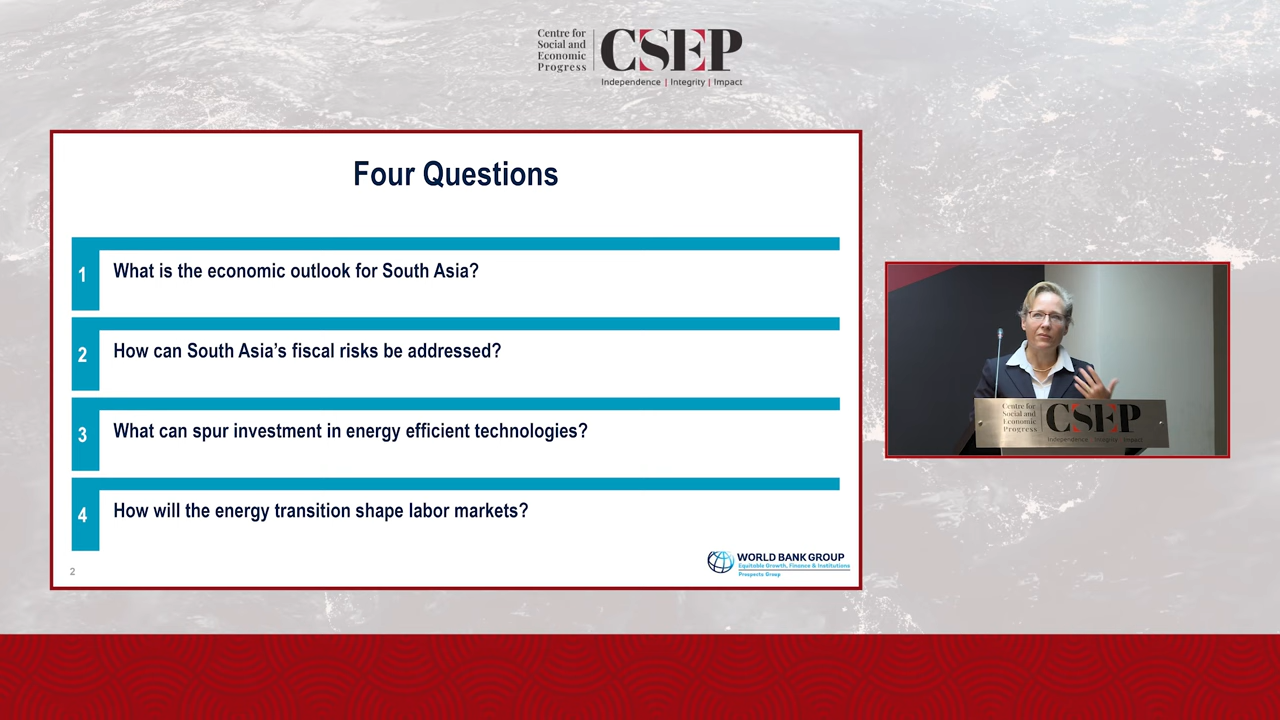 Centre for
Social and
Economic
Progress
CSEP
Independence | Integrity | Impact
Four Questions
1 What is the economic outlook for South Asia?
2 How can South Asia's fiscal risks be addressed?
3 What can spur investment in energy efficient technologies?
4 How will the energy transition shape labor markets?
2
WORLD BANK GROUP
Equitable Growth, Finance & Institutions
Prospects Group
Centre for
Social and
Economic
Progress
CSEP
Independence Integrity Impact